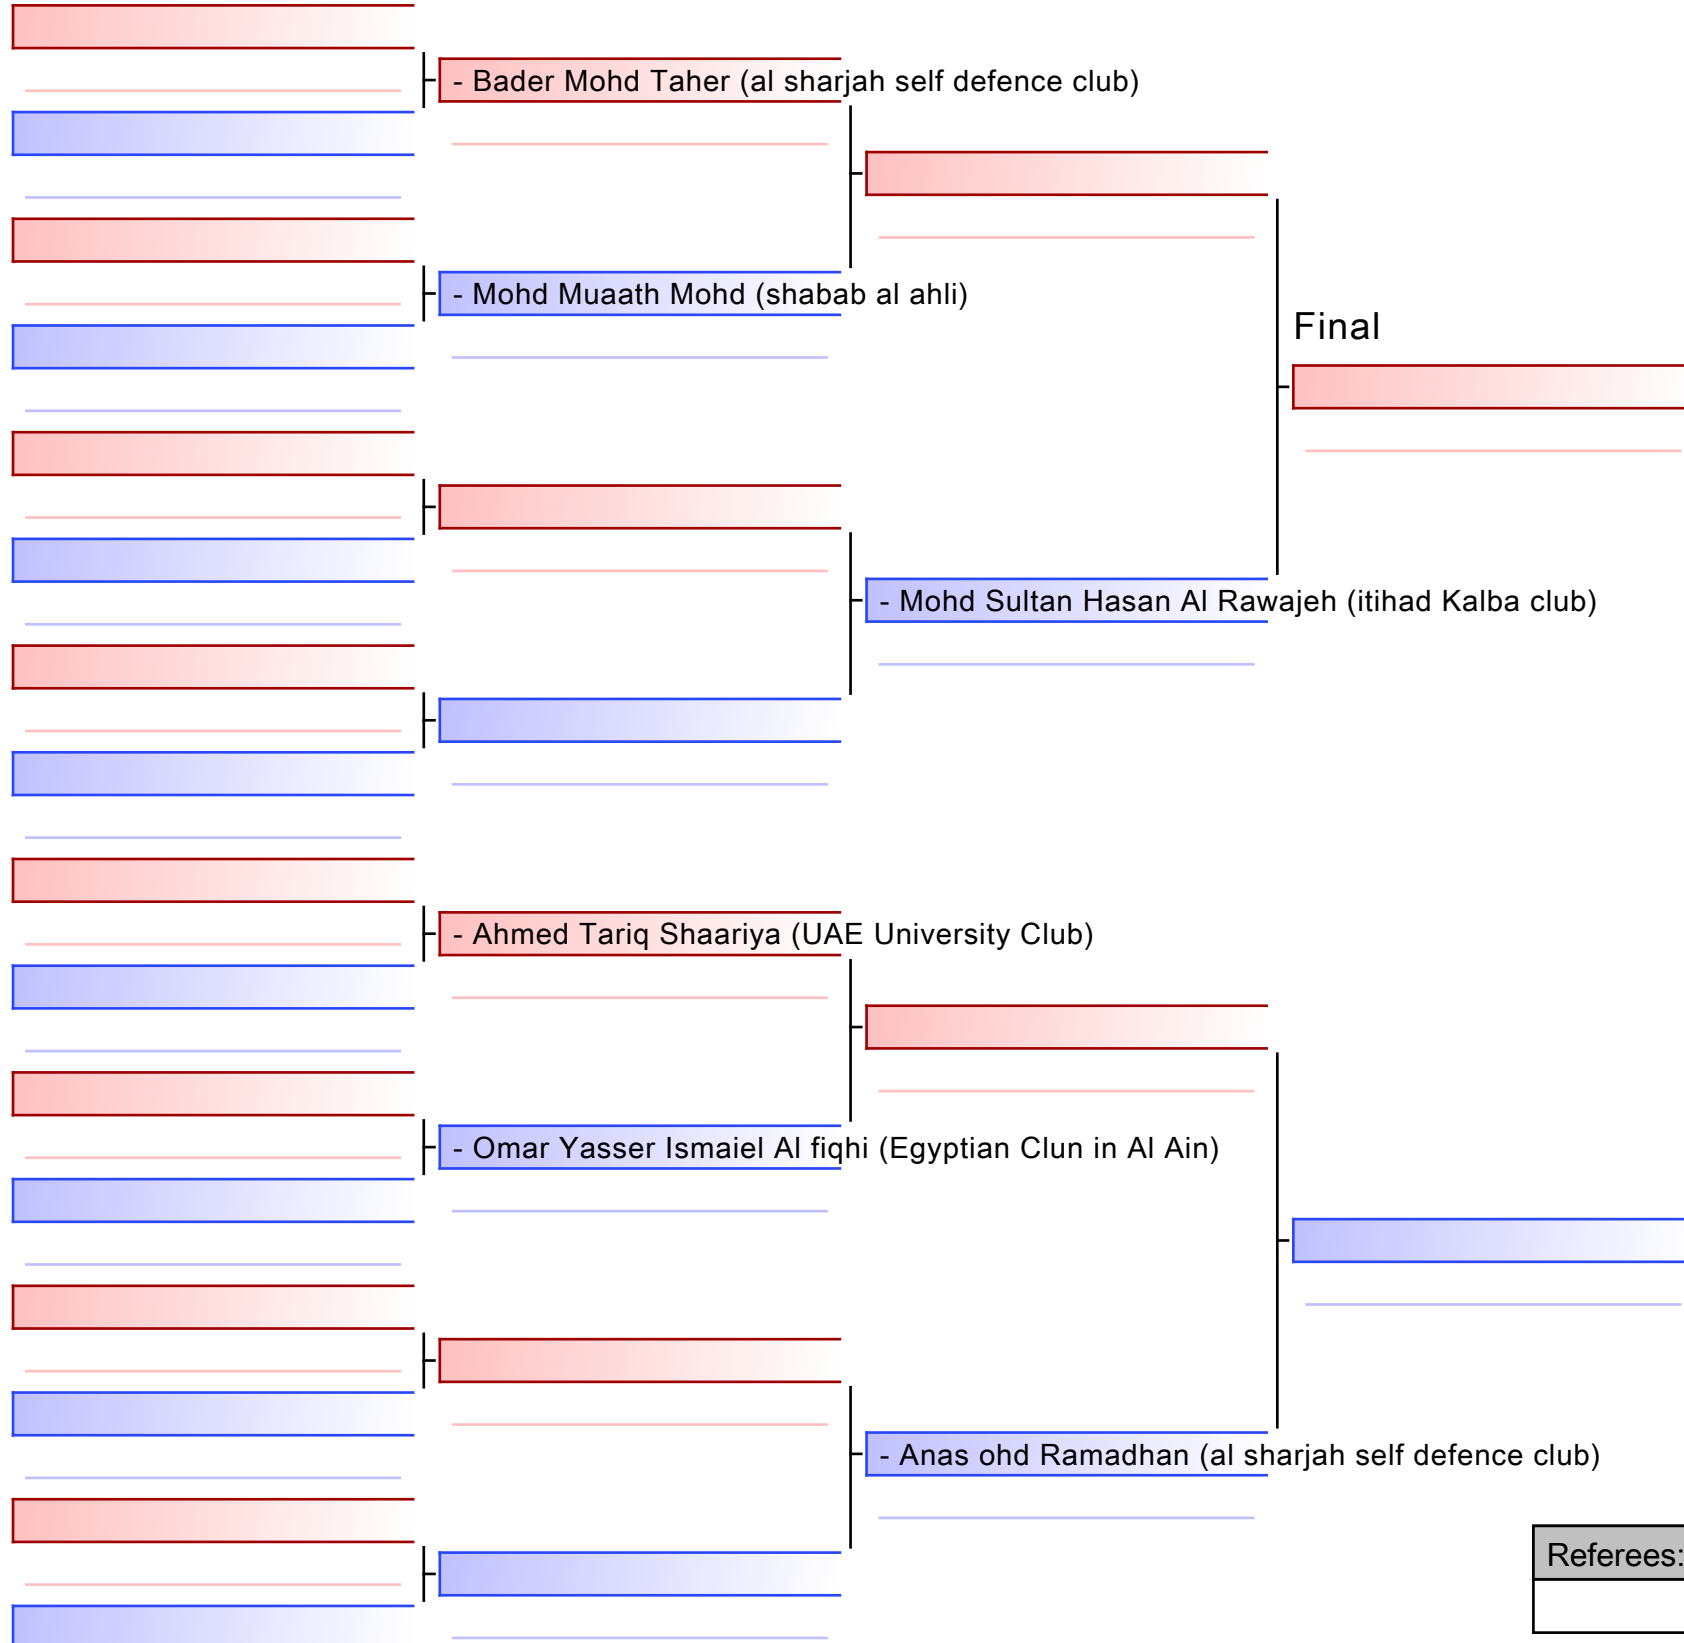 - Bader Mohd Taher (al sharjah self defence club)
- Mohd Muaath Mohd (shabab al ahli)
Final
- Mohd Sultan Hasan Al Rawajeh (itihad Kalba club)
- Ahmed Tariq Shaariya (UAE University Club)
- Omar Yasser Ismaiel Al fiqhi (Egyptian Clun in Al Ain)
- Anas ohd Ramadhan (al sharjah self defence club)
Referees: